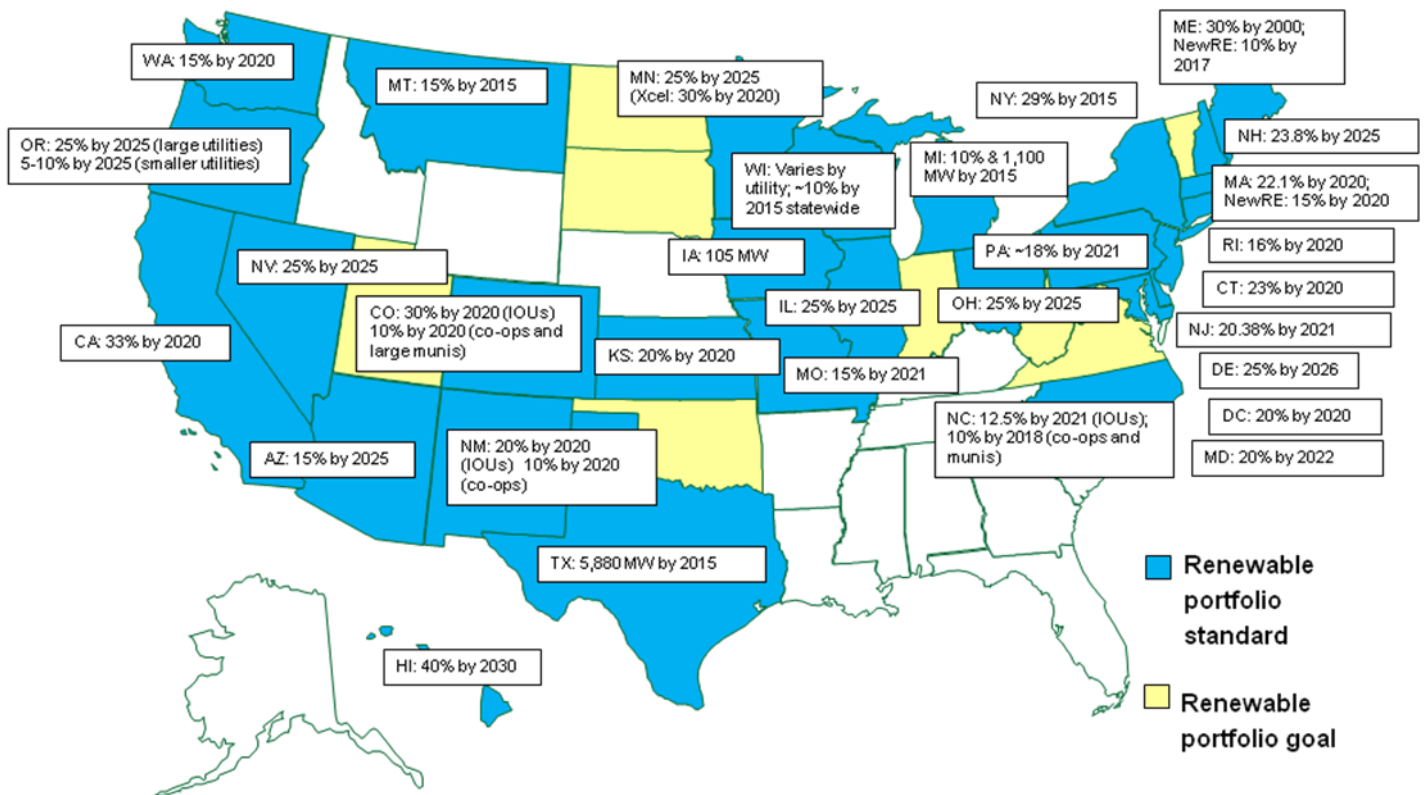 ME: 30% by 2000;
NewRE: 10% by
2017
WA: 15% by 2020
MT: 15% by 2015
MN: 25% by 2025
(Xcel: 30% by 2020)
NY: 29% by 2015
OR: 25% by 2025 (large utilities)
5-10% by 2025 (smaller utilities)
NH: 23.8% by 2025
WI: Varies by
utility; ~10% by
2015 statewide
MI: 10% & 1,100
MW by 2015
MA: 22.1% by 2020;
NewRE: 15% by 2020
NV: 25% by 2025
IA: 105 MW
PA: ~18% by 2021
RI: 16% by 2020
CO: 30% by 2020 (IOUs)
10% by 2020 (co-ops and
large munis)
IL: 25% by 2025
OH: 25% by 2025
CT: 23% by 2020
CA: 33% by 2020
KS: 20% by 2020
NJ: 20.38% by 2021
MO: 15% by 2021
DE: 25% by 2026
NC: 12.5% by 2021 (IOUs);
10% by 2018 (co-ops and
munis)
DC: 20% by 2020
AZ: 15% by 2025
NM: 20% by 2020
(IOUs) 10% by 2020
(co-ops)
MD: 20% by 2022
TX: 5,880 MW by 2015
HI: 40% by 2030
Renewable
portfolio
standard
Renewable
portfolio goal